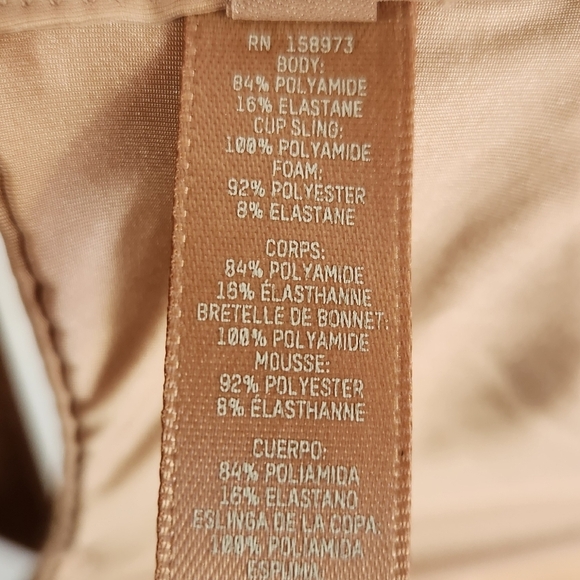 RN 158973
BODY:
84% POLYAMIDE
16% ELASTANE
CUP SLING:
100% POLYAMIDE
FOAM:
92% POLYESTER
8% ELASTANE
CORPS:
84% POLYAMIDE
16% ÉLASTHANNE
BRETELLE DE BONNET:
100% POLYAMIDE
MOUSSE:
92% POLYESTER
8% ÉLASTHANNE
CUERPO:
84% POLIAMIDA
16% ELASTANO
ESLINGA DE LA COPA
100% POLIAMIDA
ESPUMA